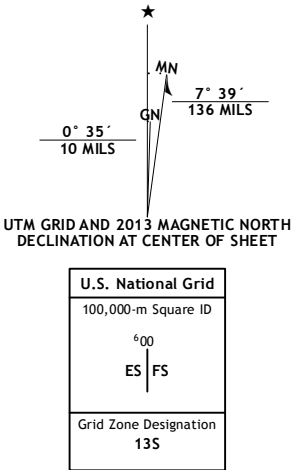 ★
MN
GN
7° 39´
136 MILS
0° 35´
10 MILS
UTM GRID AND 2013 MAGNETIC NORTH
DECLINATION AT CENTER OF SHEET
U.S. National Grid
100,000-m Square ID
⁶00
ES FS
Grid Zone Designation
13S